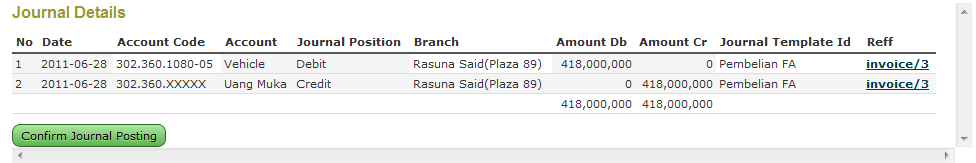 Journal Details
No Date Account Code Account Journal Position Branch Amount Db Amount Cr Journal Template Id Reff
1 2011-06-28 302.360.1080-05 Vehicle Debit Rasuna Said(Plaza 89) 418,000,000 0 Pembelian FA invoice/3
2 2011-06-28 302.360.XXXXX Uang Muka Credit Rasuna Said(Plaza 89) 0 418,000,000 Pembelian FA invoice/3
418,000,000 418,000,000
Confirm Journal Posting